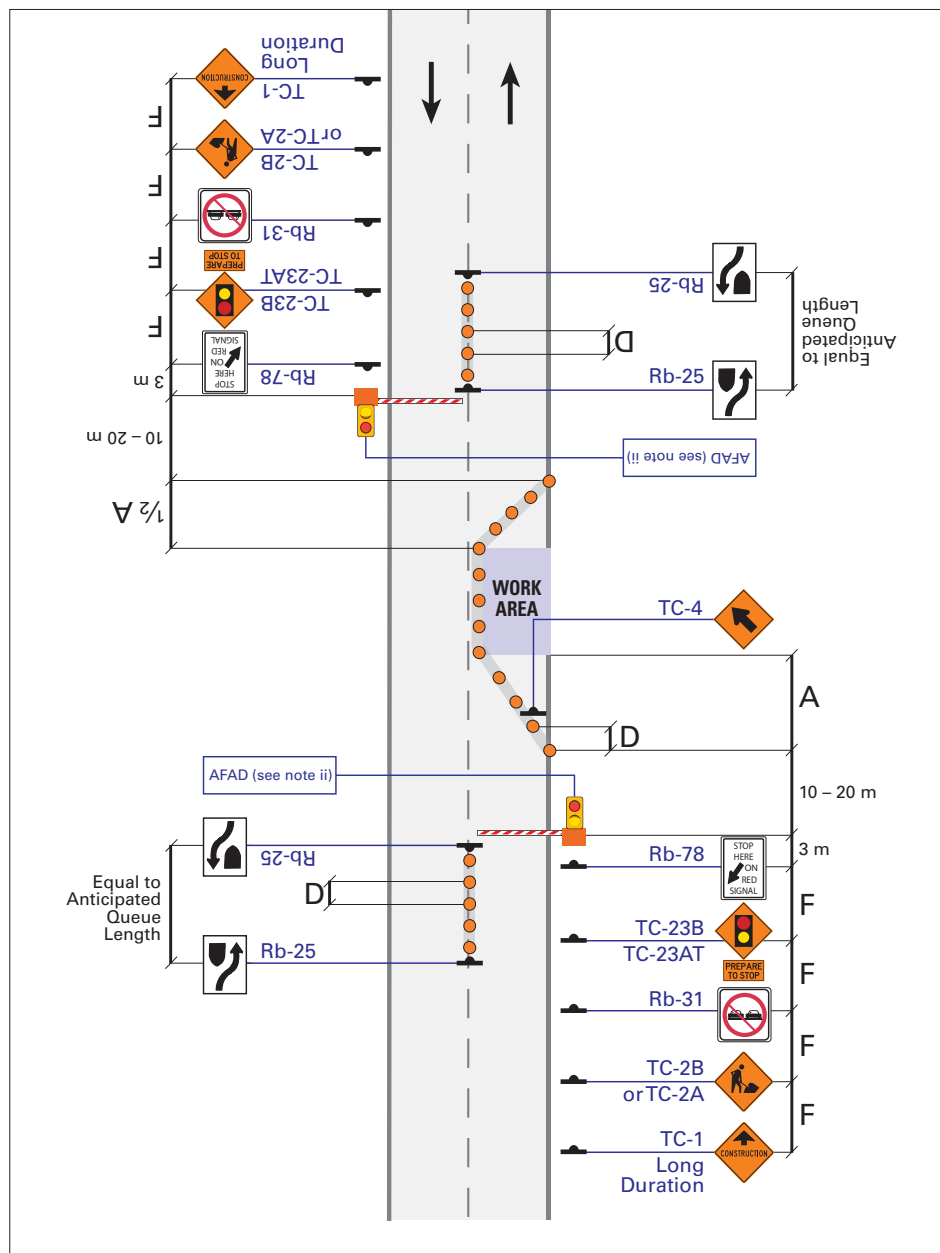 Long
Duration
TC-1
CONSTRUCTION
F
TC-2B
or TC-2A
F
Rb-31
F
PREPARE
TO STOP
TC-23AT
TC-23B
F
STOP
HERE
ON
RED
SIGNAL
Rb-78
3 m
10 – 20 m
½ A
Rb-25
D
Equal to
Anticipated
Queue
Length
Rb-25
AFAD (see note ii)
WORK
AREA
TC-4
A
D
10 – 20 m
AFAD (see note ii)
3 m
Rb-25
D
Equal to
Anticipated
Queue
Length
Rb-25
Rb-78
STOP
HERE
ON
RED
SIGNAL
F
TC-23B
TC-23AT
PREPARE
TO STOP
F
Rb-31
F
TC-2B
or TC-2A
F
TC-1
Long
Duration
CONSTRUCTION